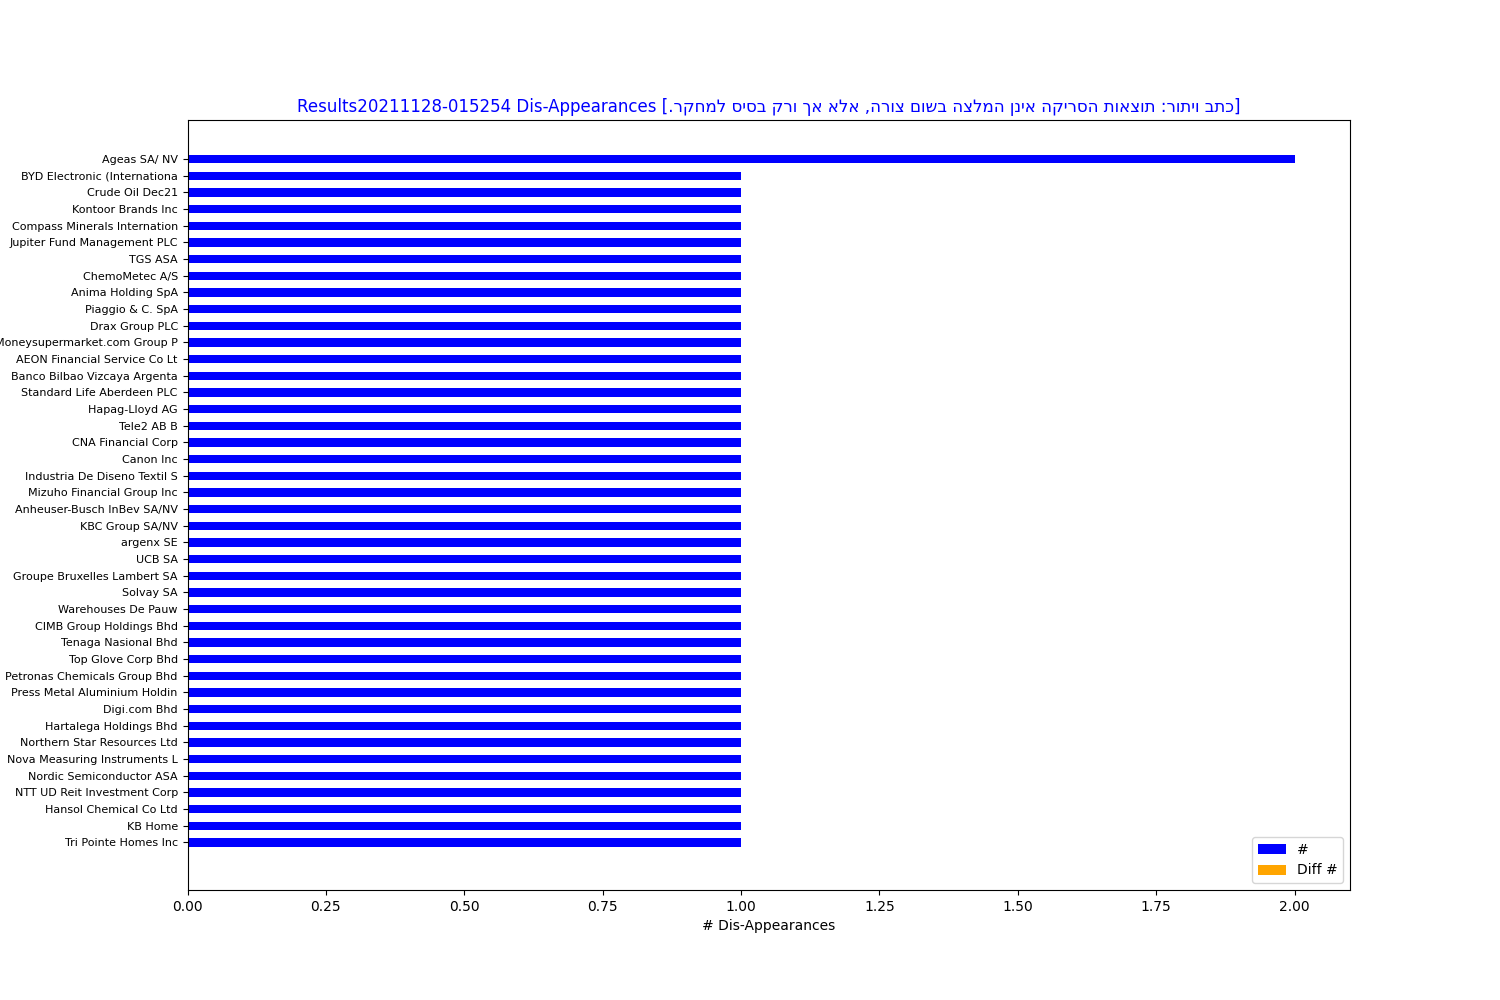 Results20211128-015254 Dis-Appearances [.כתב ויתור: תוצאות הסריקה אינן המלצה בשום צורה, אלא אך ורק בסיס למחקר]
Ageas SA/ NV
BYD Electronic (Internationa
Crude Oil Dec21
Kontoor Brands Inc
Compass Minerals Internation
Jupiter Fund Management PLC
TGS ASA
ChemoMetec A/S
Anima Holding SpA
Piaggio & C. SpA
Drax Group PLC
Moneysupermarket.com Group P
AEON Financial Service Co Lt
Banco Bilbao Vizcaya Argenta
Standard Life Aberdeen PLC
Hapag-Lloyd AG
Tele2 AB B
CNA Financial Corp
Canon Inc
Industria De Diseno Textil S
Mizuho Financial Group Inc
Anheuser-Busch InBev SA/NV
KBC Group SA/NV
argenx SE
UCB SA
Groupe Bruxelles Lambert SA
Solvay SA
Warehouses De Pauw
CIMB Group Holdings Bhd
Tenaga Nasional Bhd
Top Glove Corp Bhd
Petronas Chemicals Group Bhd
Press Metal Aluminium Holdin
Digi.com Bhd
Hartalega Holdings Bhd
Northern Star Resources Ltd
Nova Measuring Instruments L
Nordic Semiconductor ASA
NTT UD Reit Investment Corp
Hansol Chemical Co Ltd
KB Home
Tri Pointe Homes Inc
#
Diff #
0.00 0.25 0.50 0.75 1.00 1.25 1.50 1.75 2.00
# Dis-Appearances